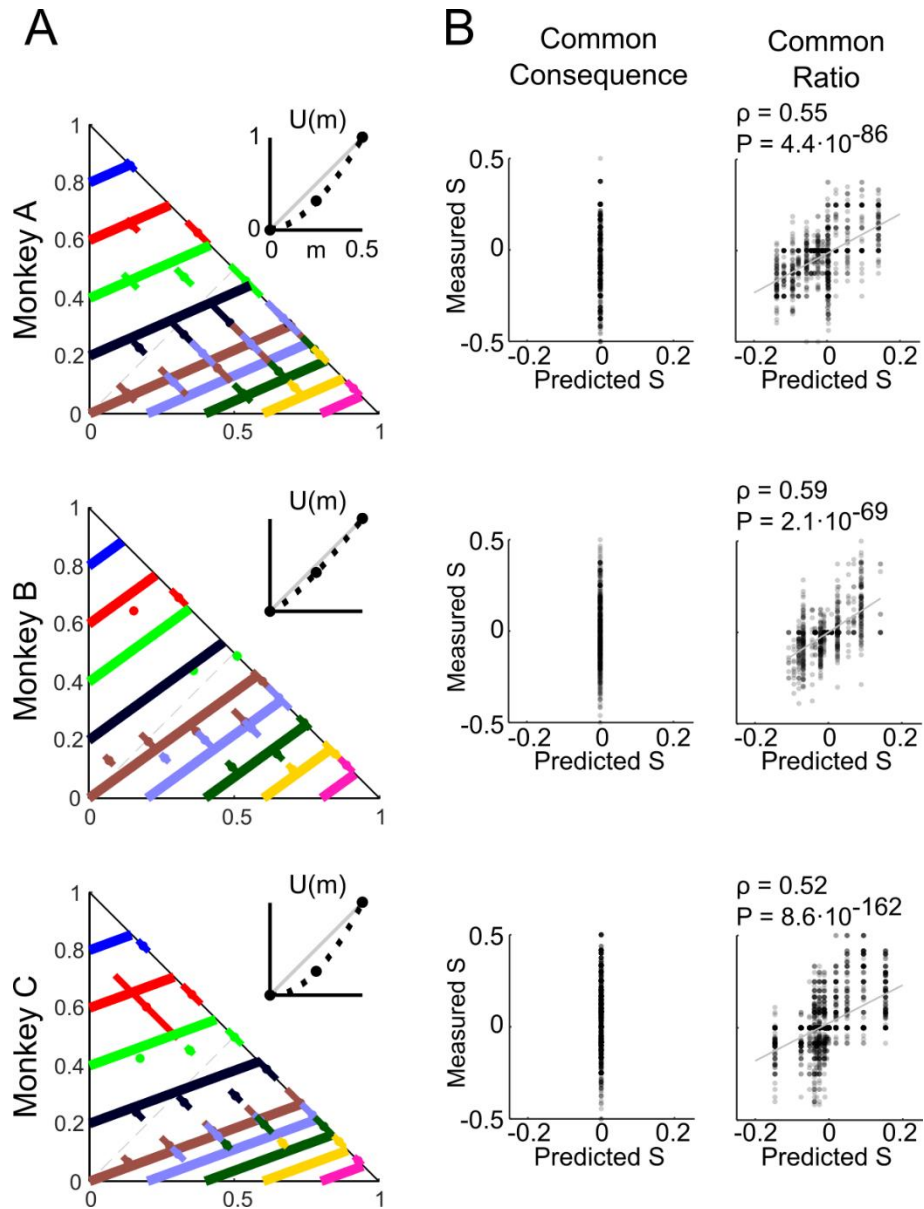 A
B
Common
Consequence
Common
Ratio
Monkey A
1
0.8
0.6
0.4
0.2
0
0
0.5
1
U(m)
1
0
0
m
0.5
Measured S
0.5
0
-0.5
-0.2
0
0.2
Predicted S
ρ = 0.55
P = 4.4·10-86
-0.2
0
0.2
Predicted S
Monkey B
1
0.8
0.6
0.4
0.2
0
0
0.5
1
U(m)
Measured S
0.5
0
-0.5
-0.2
0
0.2
Predicted S
ρ = 0.59
P = 2.1·10-69
-0.2
0
0.2
Predicted S
Monkey C
1
0.8
0.6
0.4
0.2
0
0
0.5
1
U(m)
Measured S
0.5
0
-0.5
-0.2
0
0.2
Predicted S
ρ = 0.52
P = 8.6·10-162
-0.2
0
0.2
Predicted S